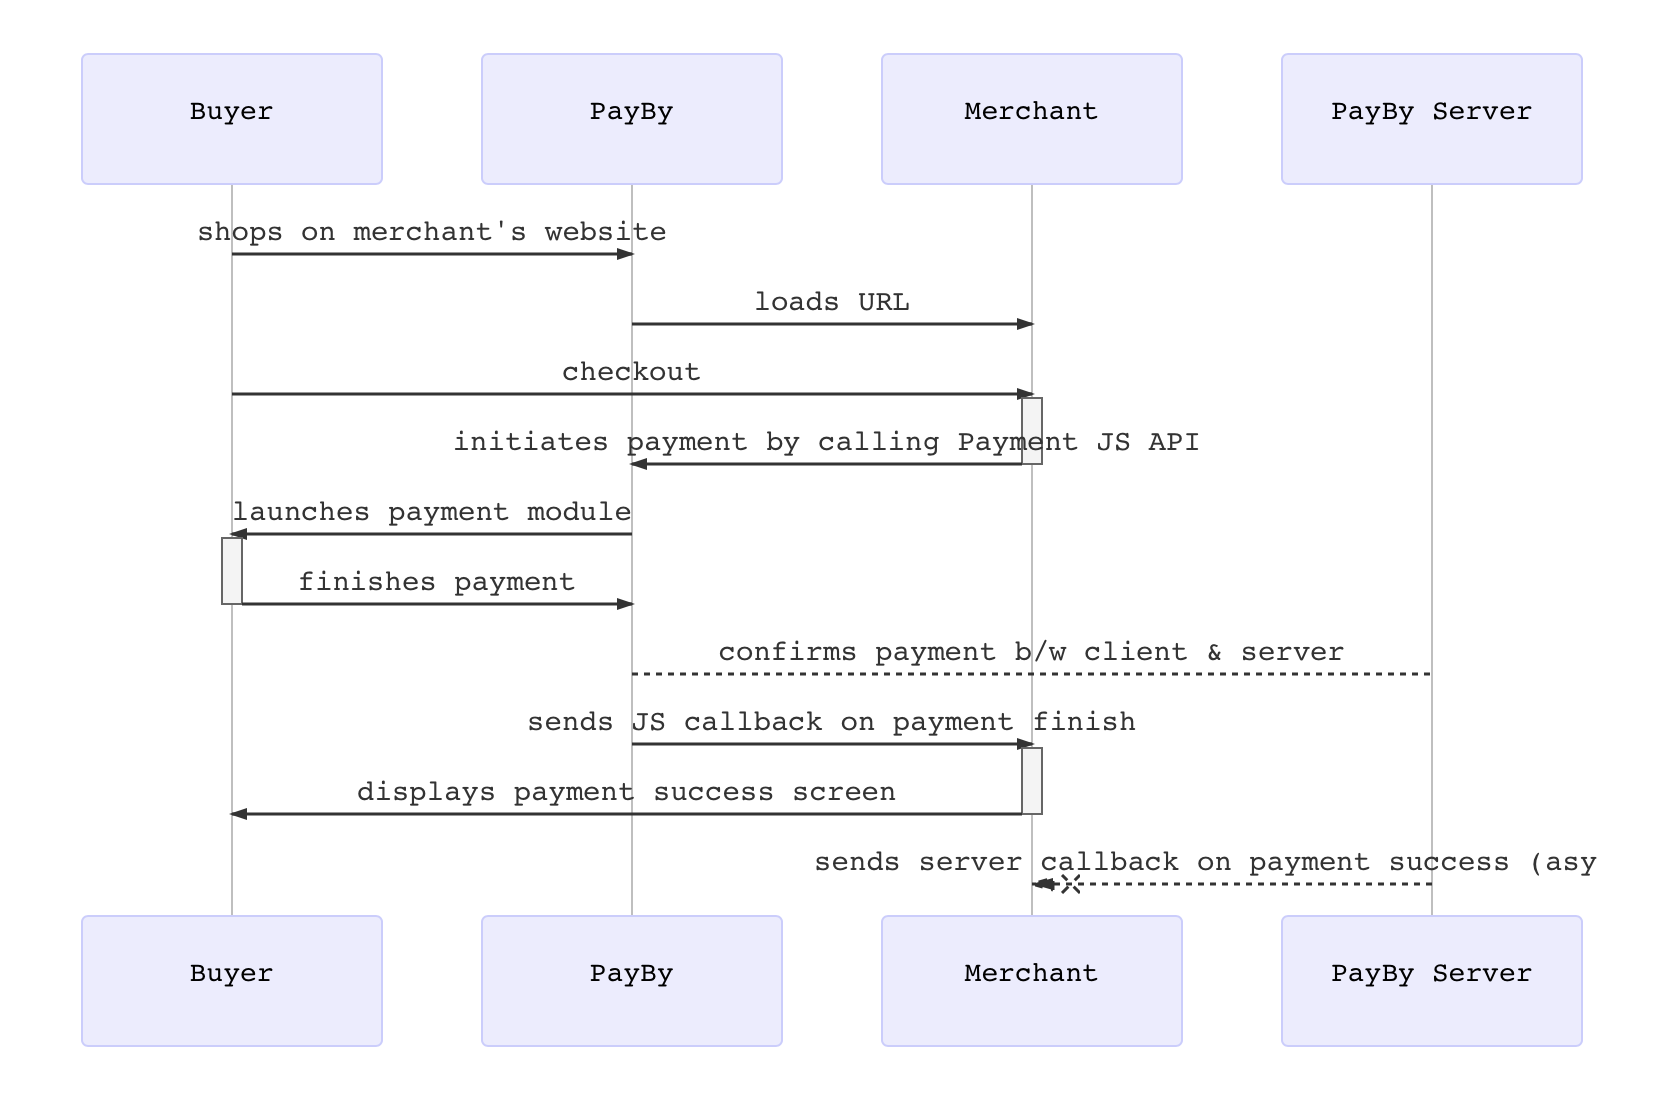 Buyer
PayBy
Merchant
PayBy Server
shops on merchant's website
loads URL
checkout
initiates payment by calling Payment JS API
launches payment module
finishes payment
confirms payment b/w client & server
sends JS callback on payment finish
displays payment success screen
sends server callback on payment success (asy
Buyer
PayBy
Merchant
PayBy Server